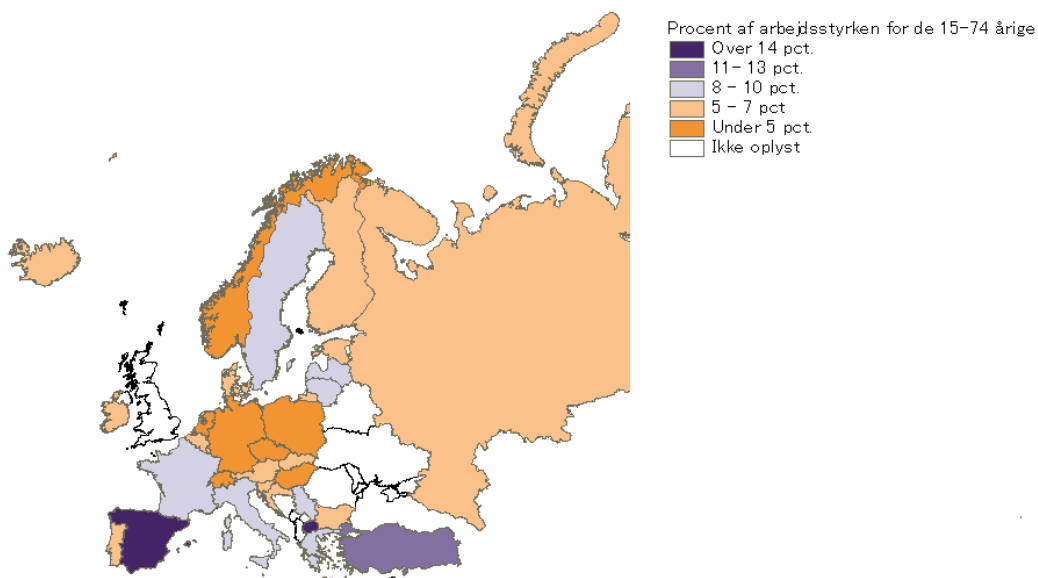 Procent af arbejdsstyrken for de 15-74 årige
Over 14 pct.
11- 13 pct.
8 - 10 pct.
5 - 7 pct
Under 5 pct.
Ikke oplyst